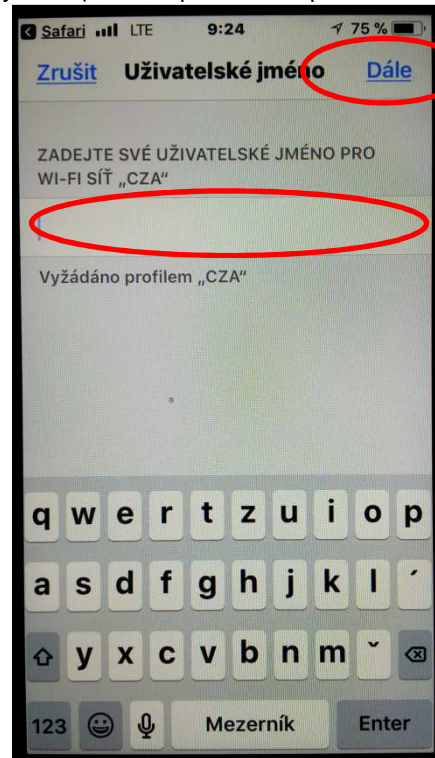 Safari LTE 9:24 75 %
Zrušit Uživatelské jméno Dále
ZADEJTE SVÉ UŽIVATELSKÉ JMÉNO PRO
WI-FI SÍŤ „CZA“
Vyžádáno profilem „CZA“
q w e r t z u i o p
a s d f g h j k l ´
y x c v b n m ˇ
123 Mezerník Enter